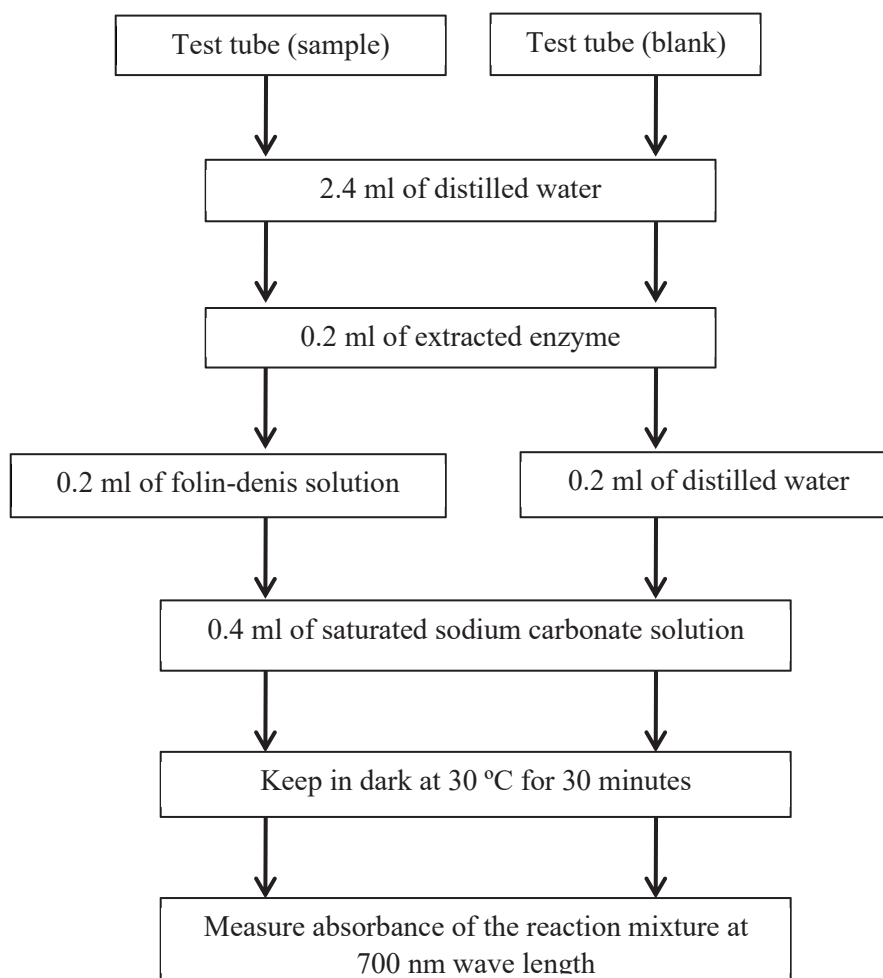 Test tube (sample)
Test tube (blank)
2.4 ml of distilled water
0.2 ml of extracted enzyme
0.2 ml of folin-denis solution
0.2 ml of distilled water
0.4 ml of saturated sodium carbonate solution
Keep in dark at 30 ºC for 30 minutes
Measure absorbance of the reaction mixture at
700 nm wave length